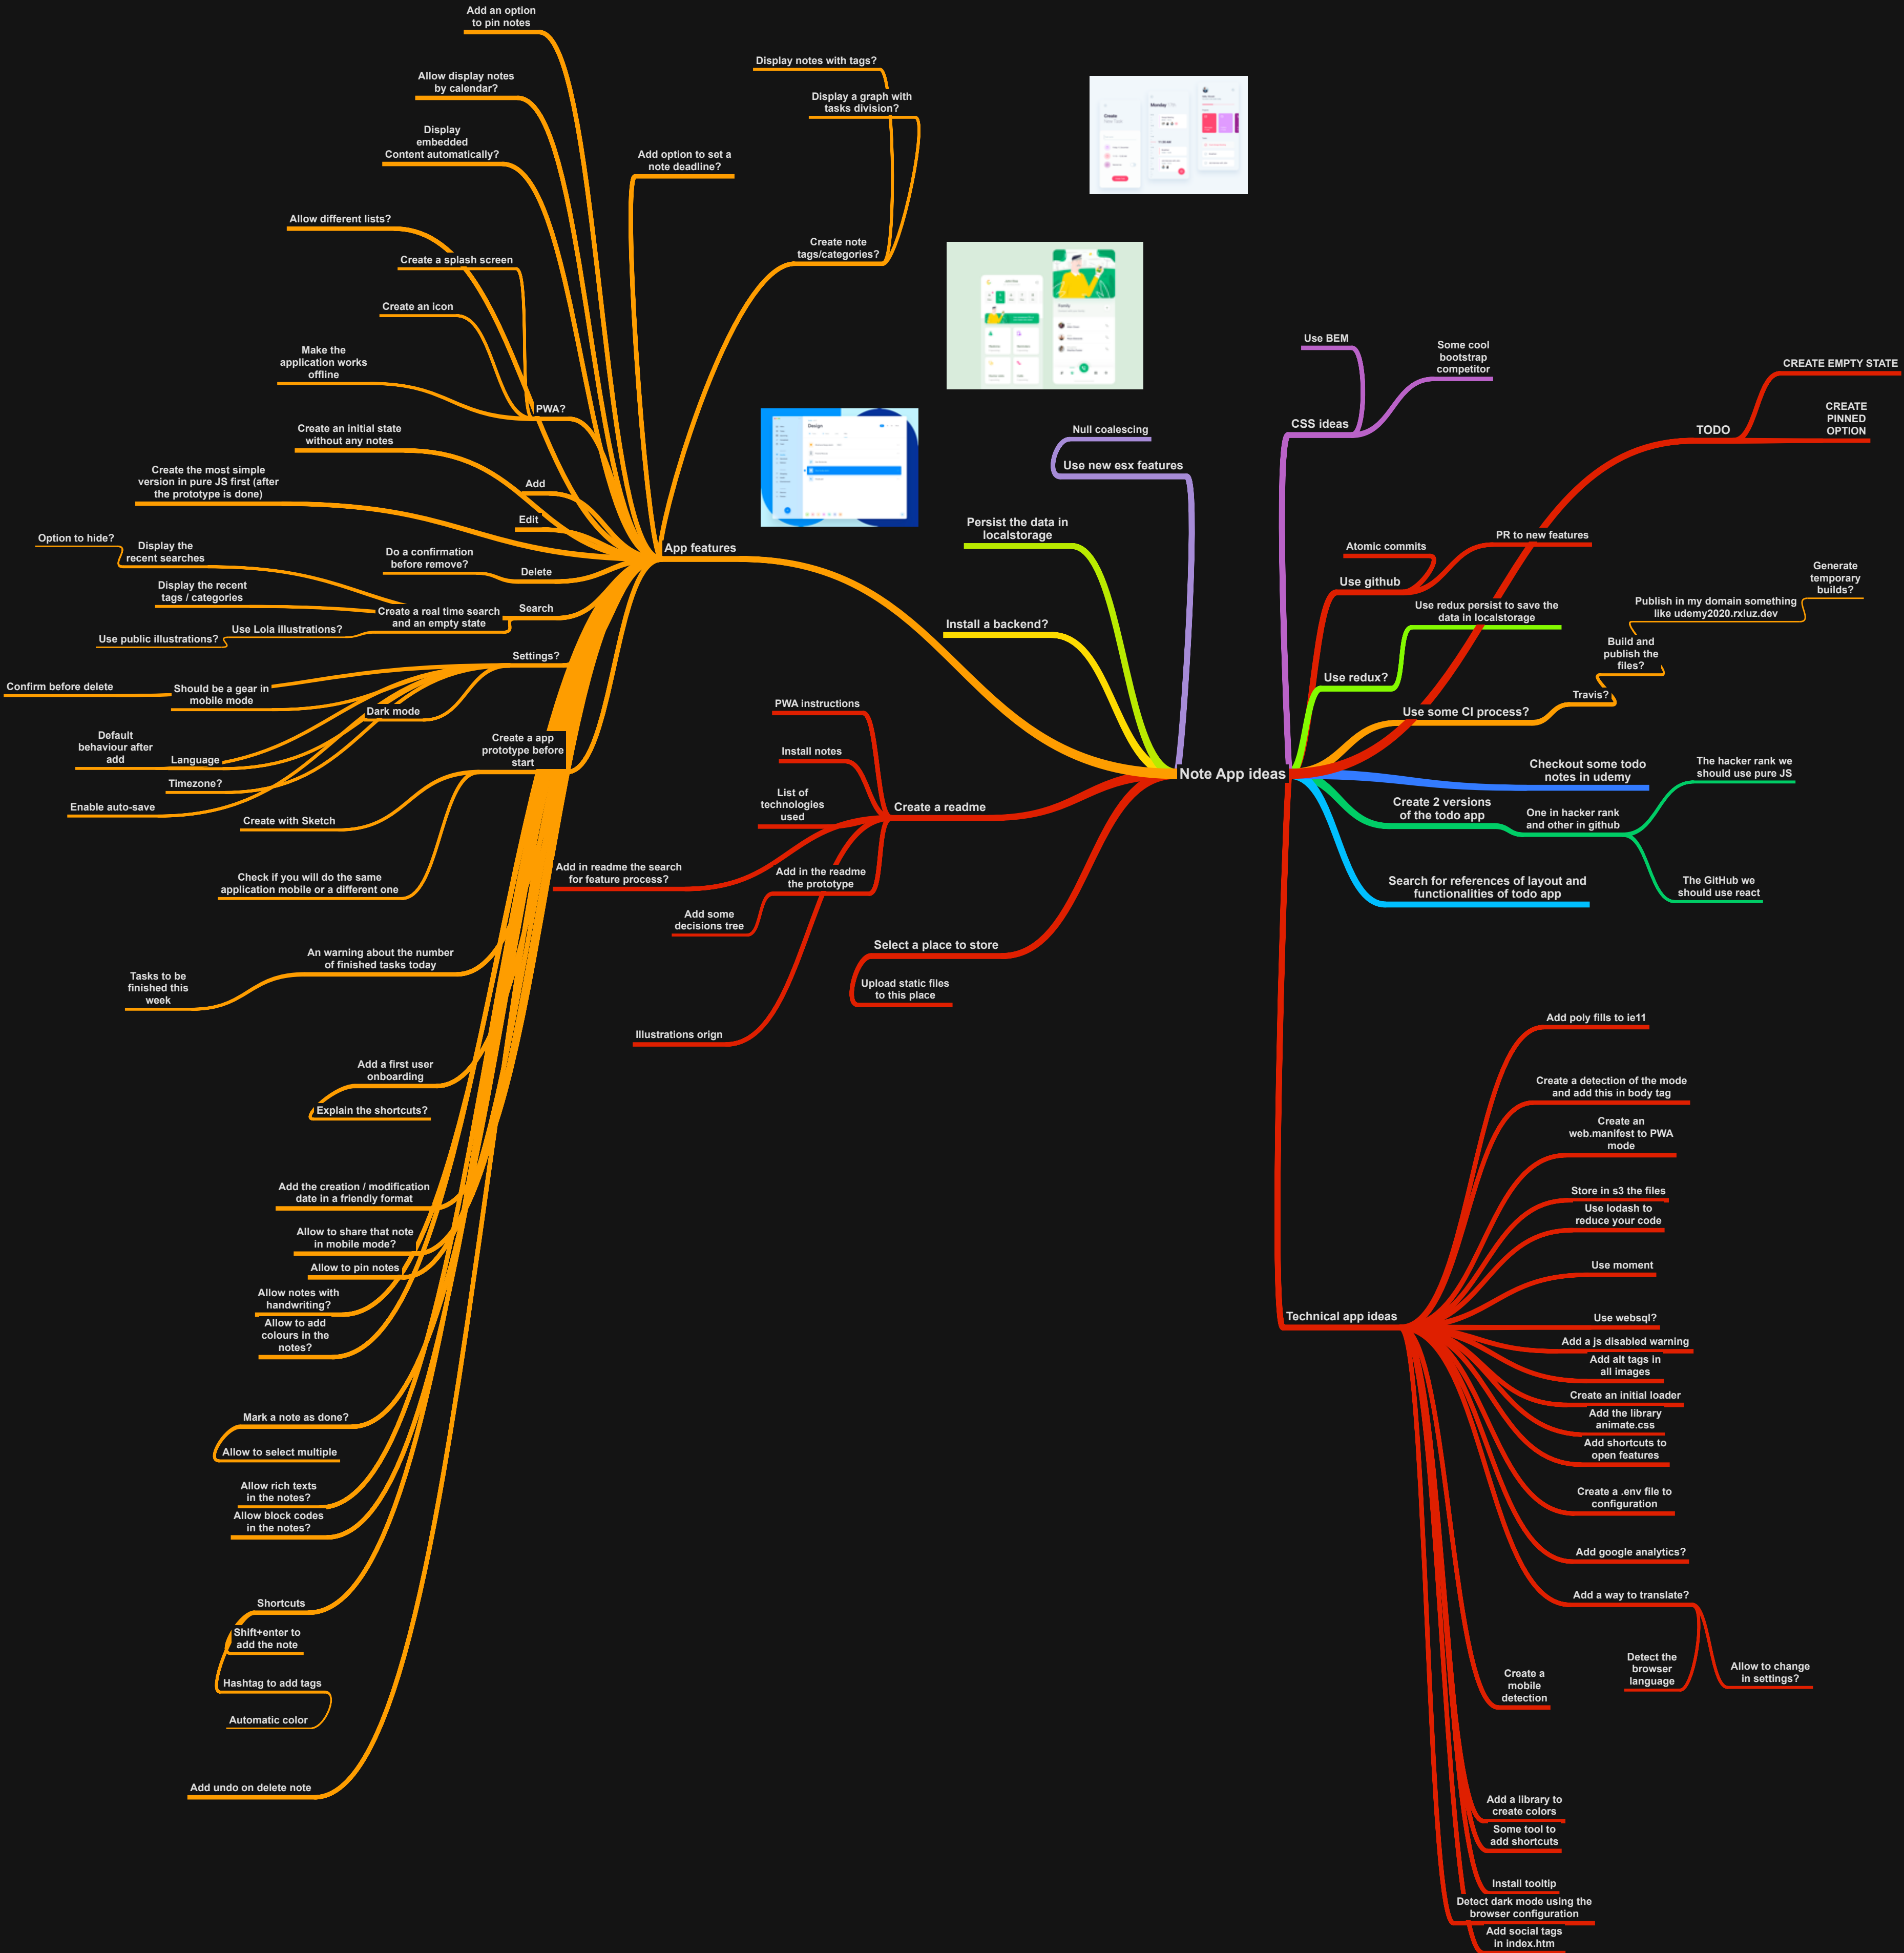 Add an option
to pin notes
Allow display notes
by calendar?
Display
embedded
Content automatically?
Allow different lists?
Create a splash screen
Create an icon
Make the
application works
offline
PWA?
Create an initial state
without any notes
Create the most simple
version in pure JS first (after
the prototype is done)
Add
Edit
Do a confirmation
before remove?
Delete
Option to hide?
Display the
recent searches
Display the recent
tags / categories
Create a real time search
and an empty state
Search
Use Lola illustrations?
Use public illustrations?
Settings?
Confirm before delete
Should be a gear in
mobile mode
Dark mode
Default
behaviour after
add
Language
Timezone?
Enable auto-save
Create a app
prototype before
start
Create with Sketch
Check if you will do the same
application mobile or a different one
An warning about the number
of finished tasks today
Tasks to be
finished this
week
Add a first user
onboarding
Explain the shortcuts?
Add the creation / modification
date in a friendly format
Allow to share that note
in mobile mode?
Allow to pin notes
Allow notes with
handwriting?
Allow to add
colours in the
notes?
Mark a note as done?
Allow to select multiple
Allow rich texts
in the notes?
Allow block codes
in the notes?
Shortcuts
Shift+enter to
add the note
Hashtag to add tags
Automatic color
Add undo on delete note
App features
Add option to set a
note deadline?
Display notes with tags?
Display a graph with
tasks division?
Create note
tags/categories?
Create
Monday
Design
Null coalescing
Use new esx features
Persist the data in
localstorage
Install a backend?
PWA instructions
Install notes
List of
technologies
used
Create a readme
Add in readme the search
for feature process?
Add in the readme
the prototype
Add some
decisions tree
Illustrations orign
Select a place to store
Upload static files
to this place
Note App ideas
Use BEM
Some cool
bootstrap
competitor
CSS ideas
CREATE EMPTY STATE
CREATE
PINNED
OPTION
TODO
PR to new features
Atomic commits
Use github
Use redux persist to save the
data in localstorage
Use redux?
Generate
temporary
builds?
Publish in my domain something
like udemy2020.rxluz.dev
Build and
publish the
files?
Travis?
Use some CI process?
Checkout some todo
notes in udemy
The hacker rank we
should use pure JS
Create 2 versions
of the todo app
One in hacker rank
and other in github
The GitHub we
should use react
Search for references of layout and
functionalities of todo app
Technical app ideas
Add poly fills to ie11
Create a detection of the mode
and add this in body tag
Create an
web.manifest to PWA
mode
Store in s3 the files
Use lodash to
reduce your code
Use moment
Use websql?
Add a js disabled warning
Add alt tags in
all images
Create an initial loader
Add the library
animate.css
Add shortcuts to
open features
Create a .env file to
configuration
Add google analytics?
Add a way to translate?
Detect the
browser
language
Allow to change
in settings?
Create a
mobile
detection
Add a library to
create colors
Some tool to
add shortcuts
Install tooltip
Detect dark mode using the
browser configuration
Add social tags
in index.htm